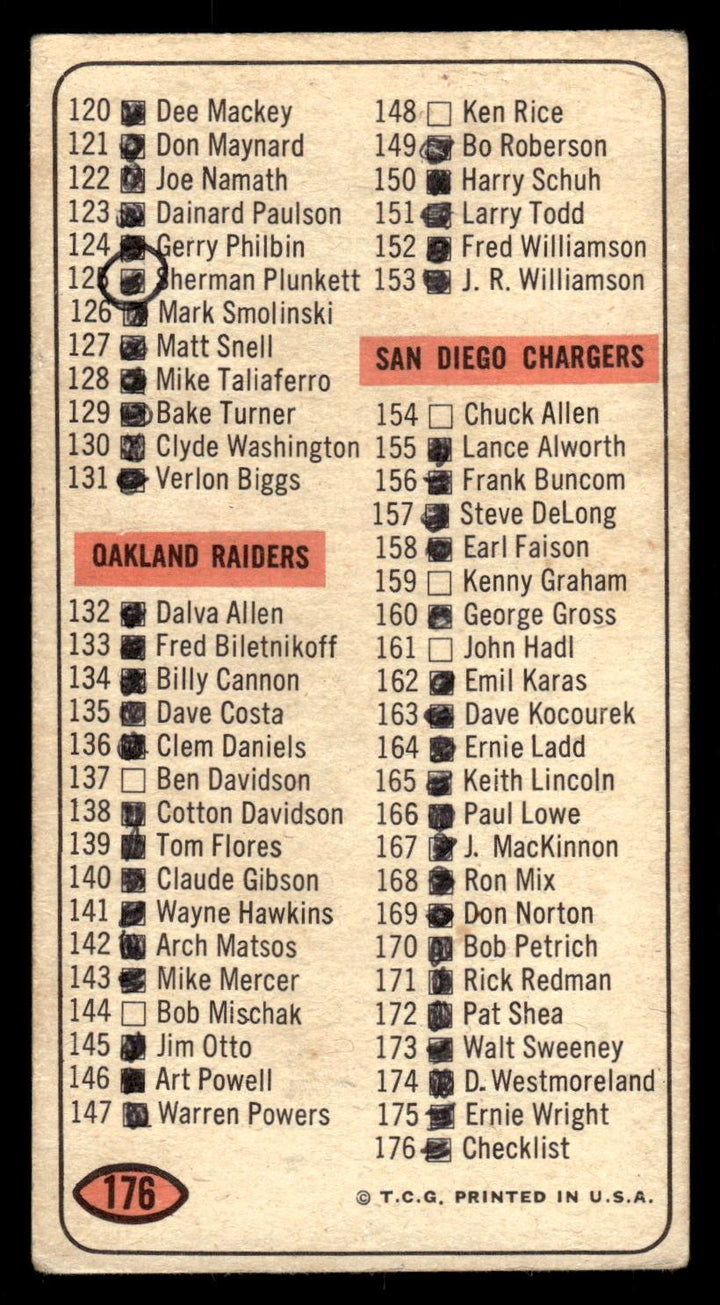 120 Dee Mackey
121 Don Maynard
122 Joe Namath
123 Dainard Paulson
124 Gerry Philbin
125 Sherman Plunkett
126 Mark Smolinski
127 Matt Snell
128 Mike Taliaferro
129 Bake Turner
130 Clyde Washington
131 Verlon Biggs
OAKLAND RAIDERS
132 Dalva Allen
133 Fred Biletnikoff
134 Billy Cannon
135 Dave Costa
136 Clem Daniels
137 Ben Davidson
138 Cotton Davidson
139 Tom Flores
140 Claude Gibson
141 Wayne Hawkins
142 Arch Matsos
143 Mike Mercer
144 Bob Mischak
145 Jim Otto
146 Art Powell
147 Warren Powers
148 Ken Rice
149 Bo Roberson
150 Harry Schuh
151 Larry Todd
152 Fred Williamson
153 J. R. Williamson
SAN DIEGO CHARGERS
154 Chuck Allen
155 Lance Alworth
156 Frank Buncom
157 Steve DeLong
158 Earl Faison
159 Kenny Graham
160 George Gross
161 John Hadl
162 Emil Karas
163 Dave Kocourek
164 Ernie Ladd
165 Keith Lincoln
166 Paul Lowe
167 J. MacKinnon
168 Ron Mix
169 Don Norton
170 Bob Petrich
171 Rick Redman
172 Pat Shea
173 Walt Sweeney
174 D. Westmoreland
175 Ernie Wright
176 Checklist
176
© T.C.G. PRINTED IN U.S.A.